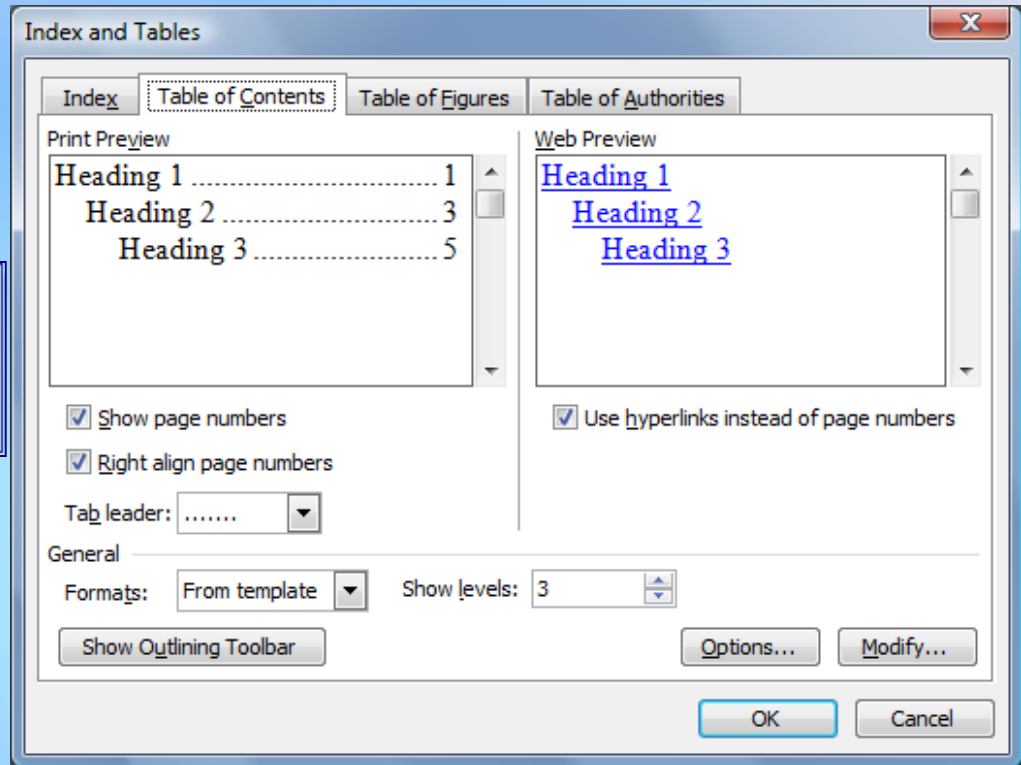 Index and Tables
Index Table of Contents Table of Figures Table of Authorities
Print Preview
Heading 1 ............................... 1
Heading 2 ........................... 3
Heading 3 ....................... 5
Web Preview
Heading 1
Heading 2
Heading 3
Show page numbers
Right align page numbers
Tab leader: .......
Use hyperlinks instead of page numbers
General
Formats: From template Show levels: 3
Show Outlining Toolbar Options... Modify...
OK Cancel